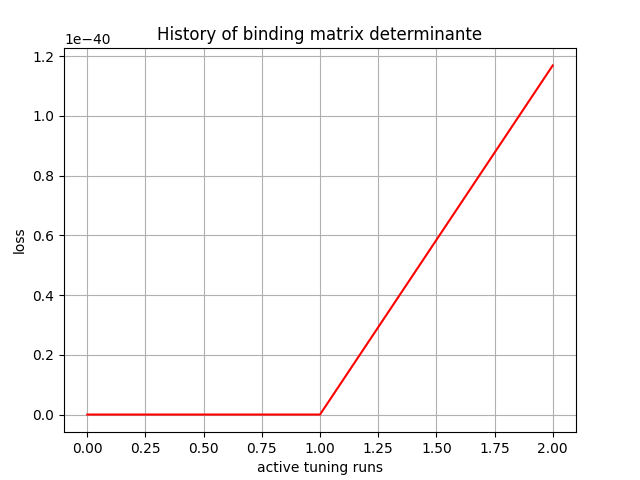 History of binding matrix determinante
1e−40
1.2
1.0
0.8
0.6
0.4
0.2
0.0
loss
0.00 0.25 0.50 0.75 1.00 1.25 1.50 1.75 2.00
active tuning runs